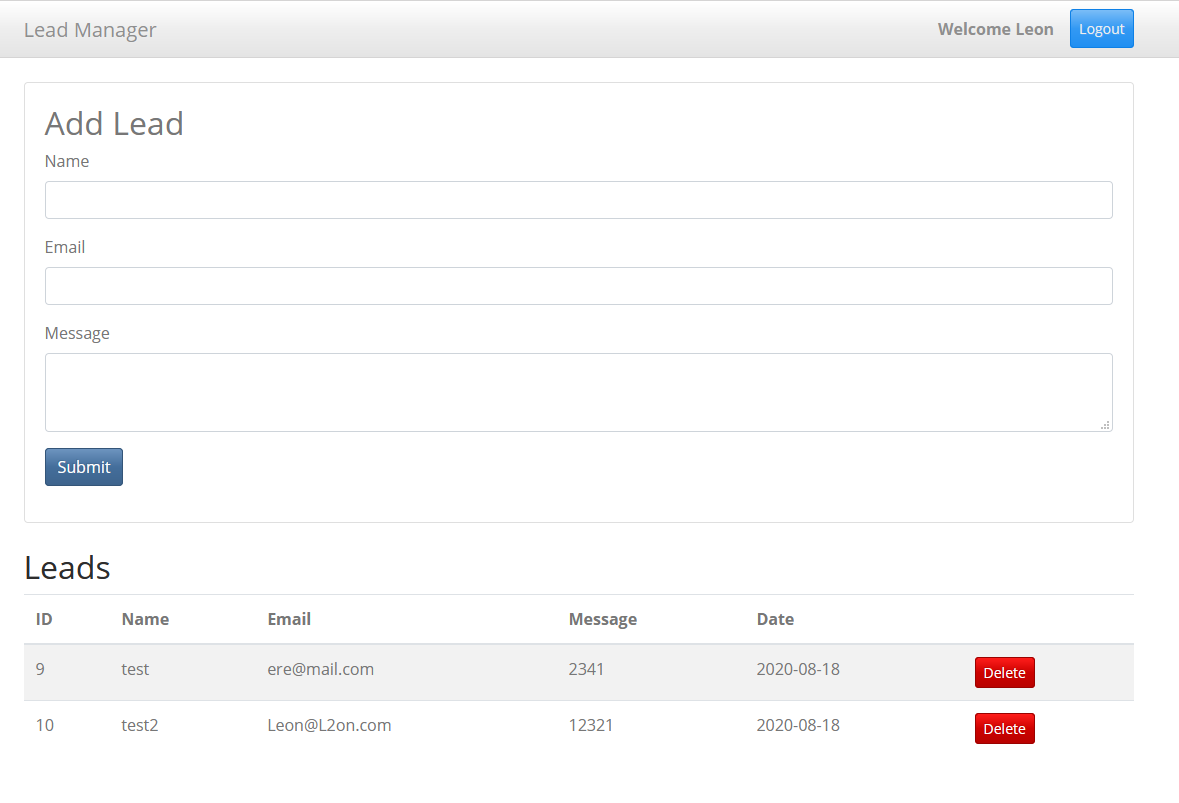 Lead Manager Welcome Leon Logout
Add Lead
Name
Email
Message
Submit
Leads
ID Name Email Message Date
9 test ere@mail.com 2341 2020-08-18 Delete
10 test2 Leon@L2on.com 12321 2020-08-18 Delete